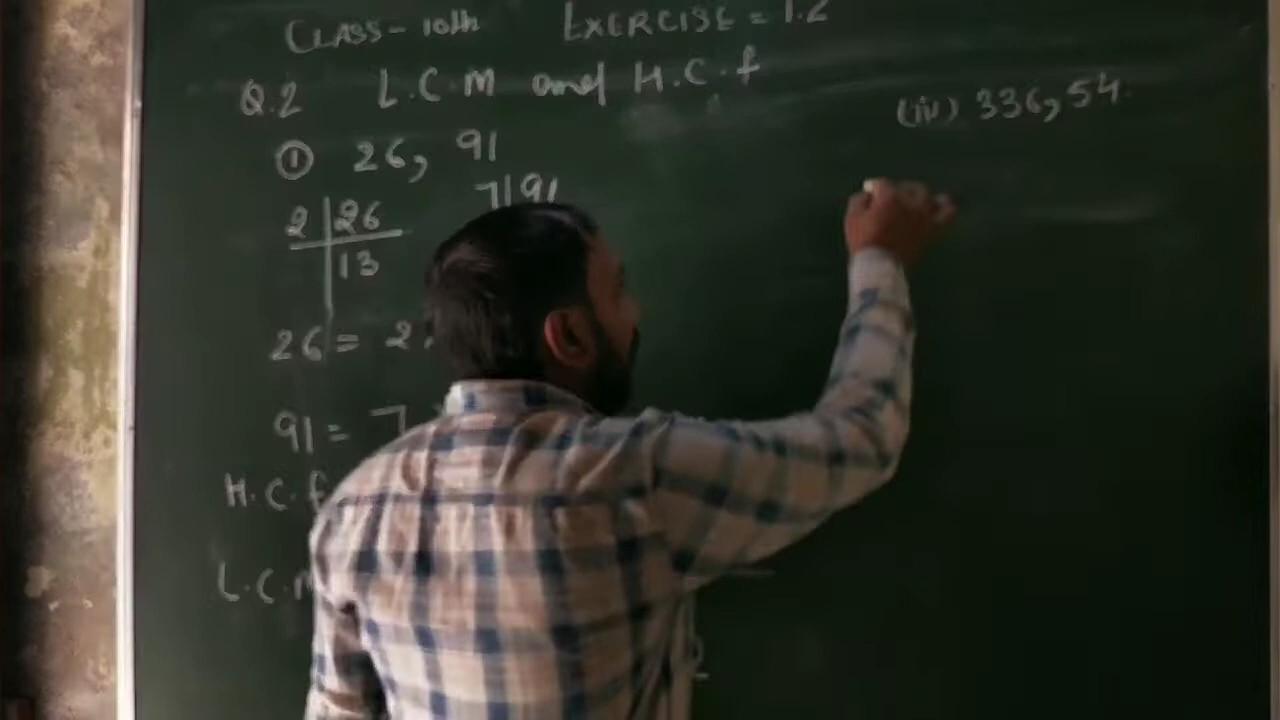 CLASS - 10th EXERCISE = 1.2
Q.2 L.C.M and H.C.f
(iv) 336, 54
① 26, 91
2 | 26
13
7 | 91
26 = 2
91 = 7
H.C.f
L.C.M